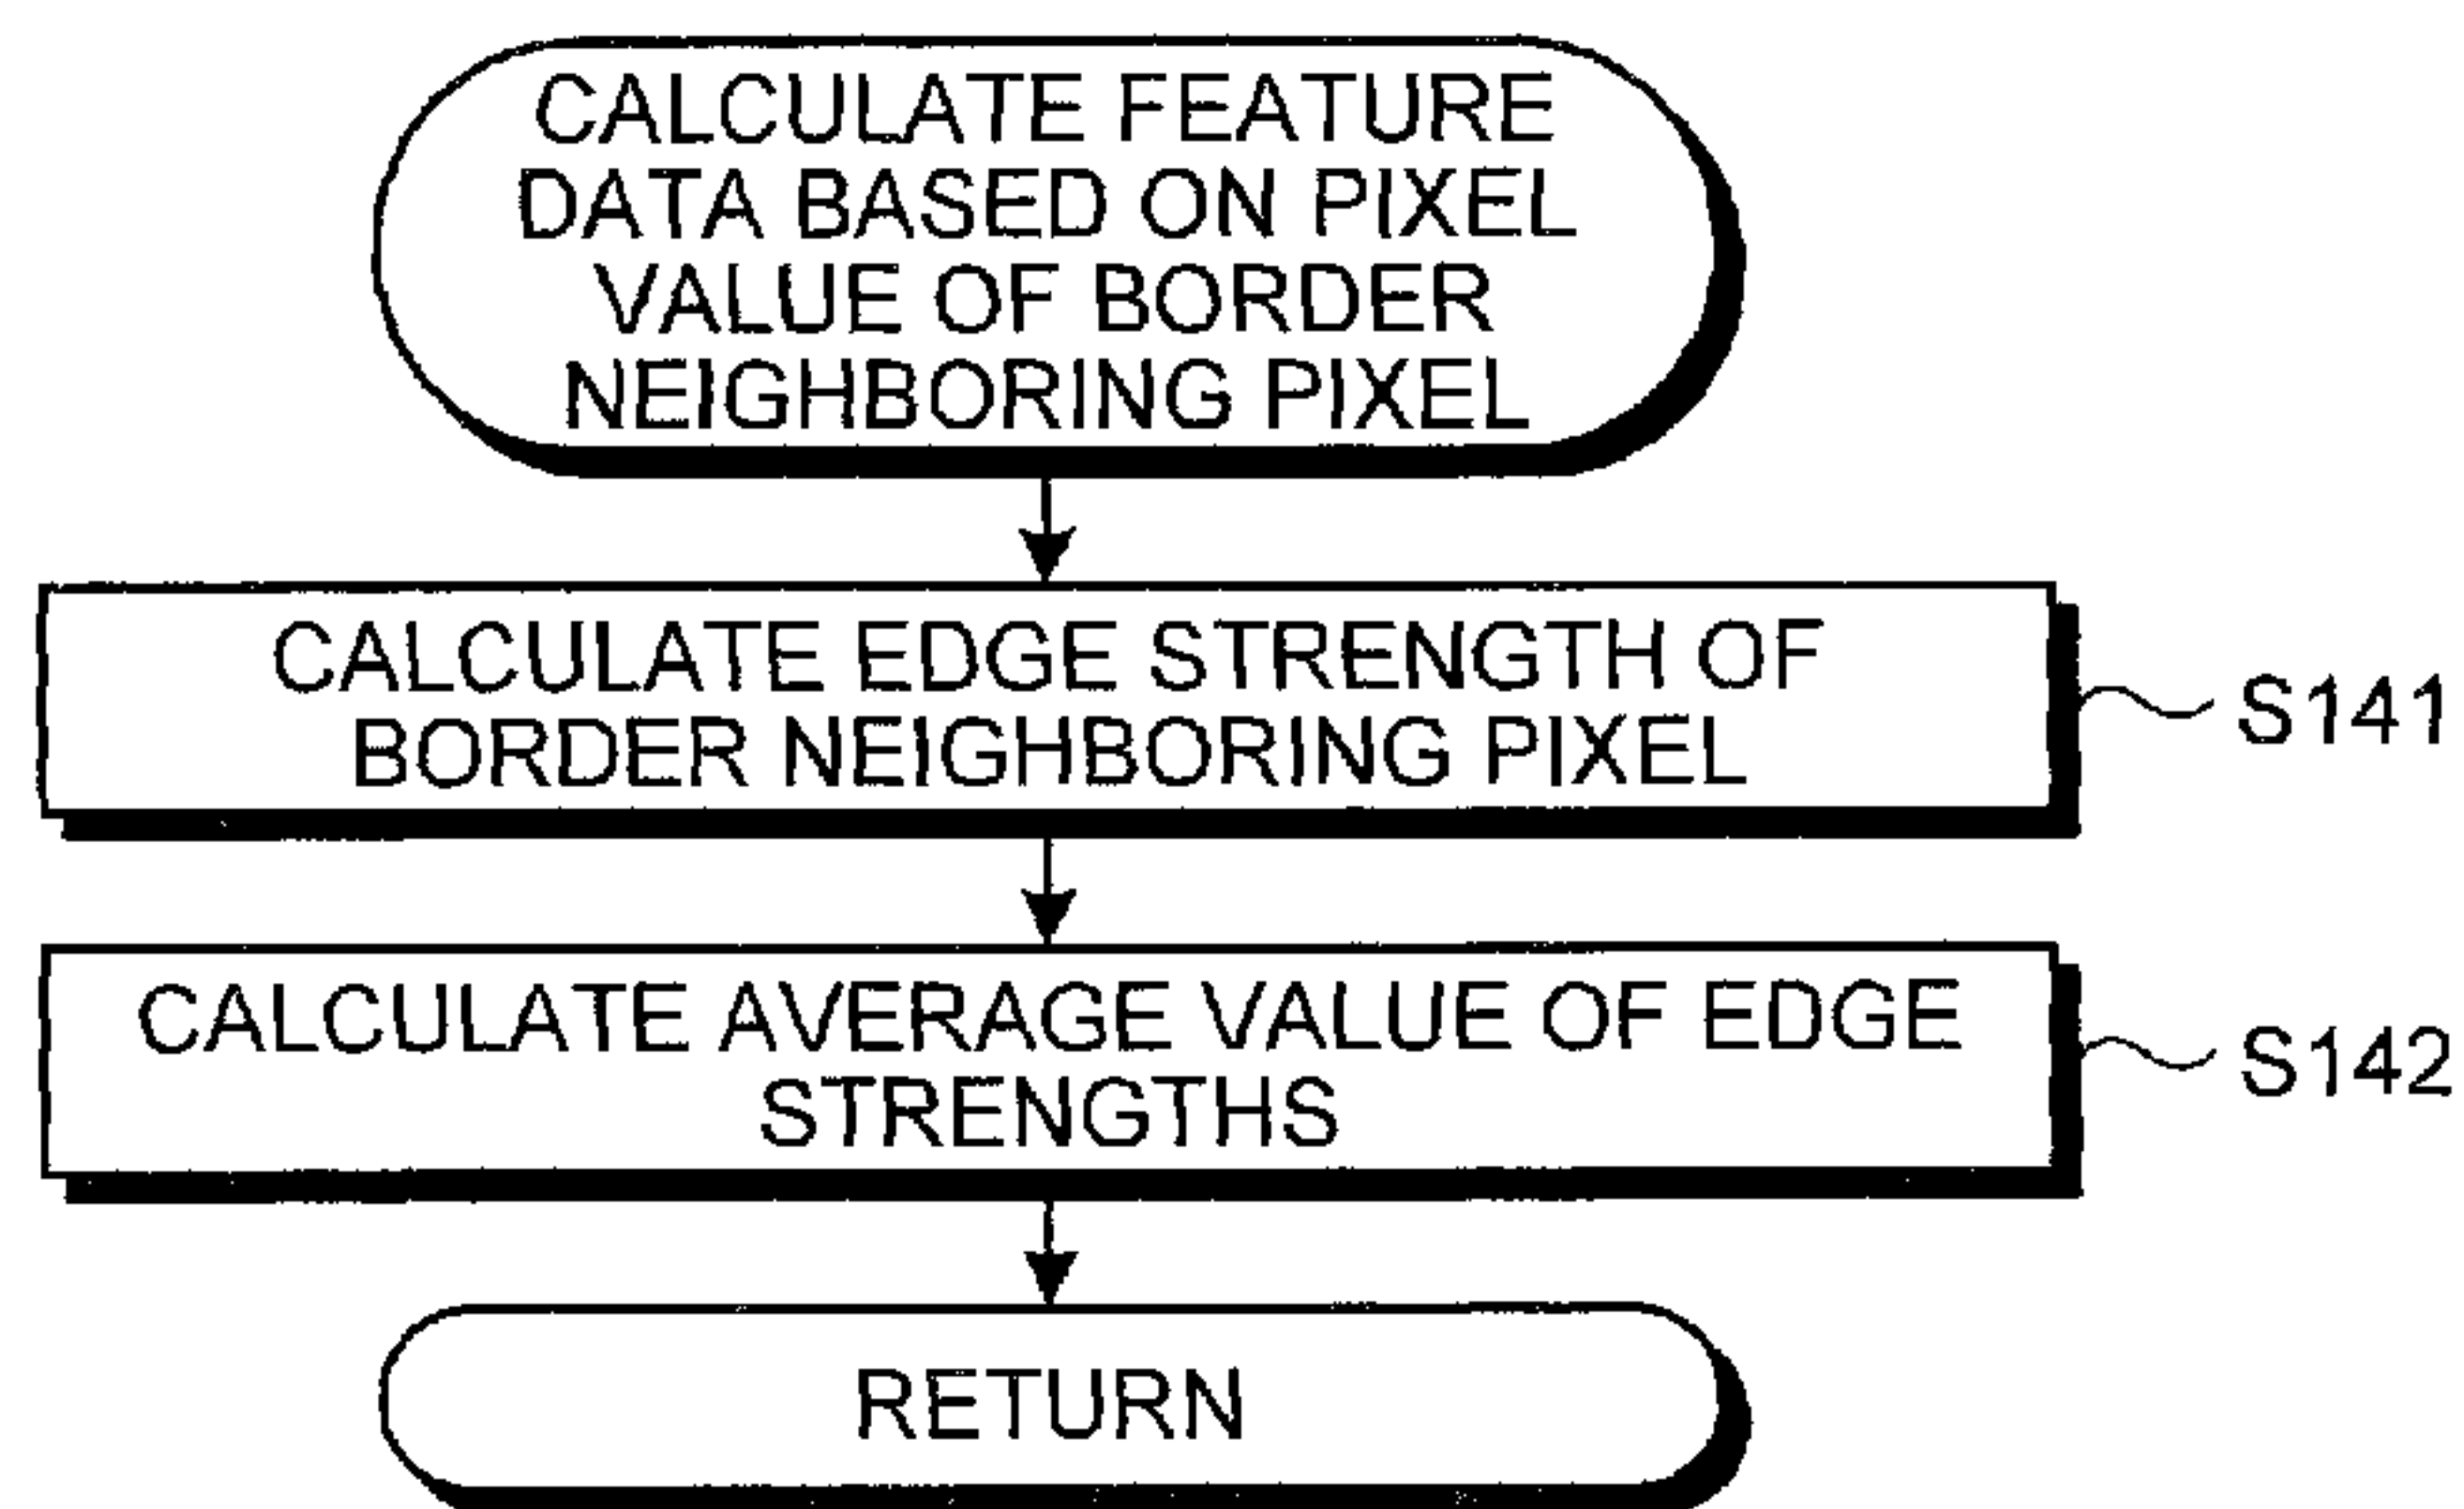 CALCULATE FEATURE
DATA BASED ON PIXEL
VALUE OF BORDER
NEIGHBORING PIXEL
CALCULATE EDGE STRENGTH OF
BORDER NEIGHBORING PIXEL
S141
CALCULATE AVERAGE VALUE OF EDGE
STRENGTHS
S142
RETURN